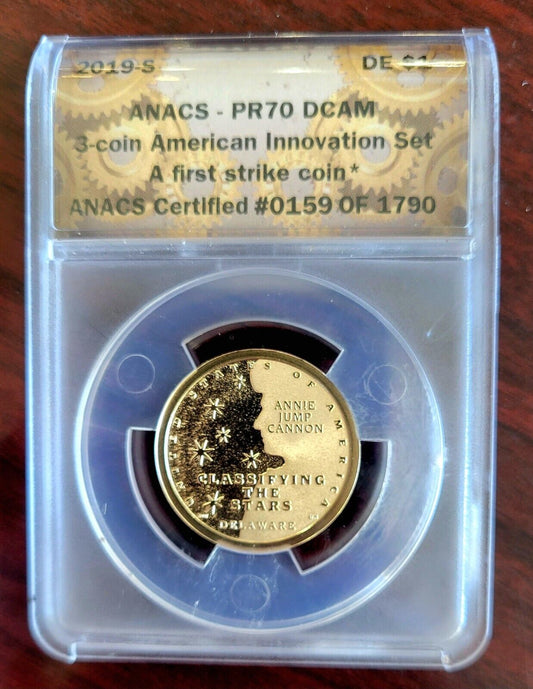 2019-S DE $1
ANACS - PR70 DCAM
3-coin American Innovation Set
A first strike coin*
ANACS Certified #0159 OF 1790
UNITED STATES OF AMERICA
ANNIE
JUMP
CANNON
CLASSIFYING
THE
STARS
DELAWARE